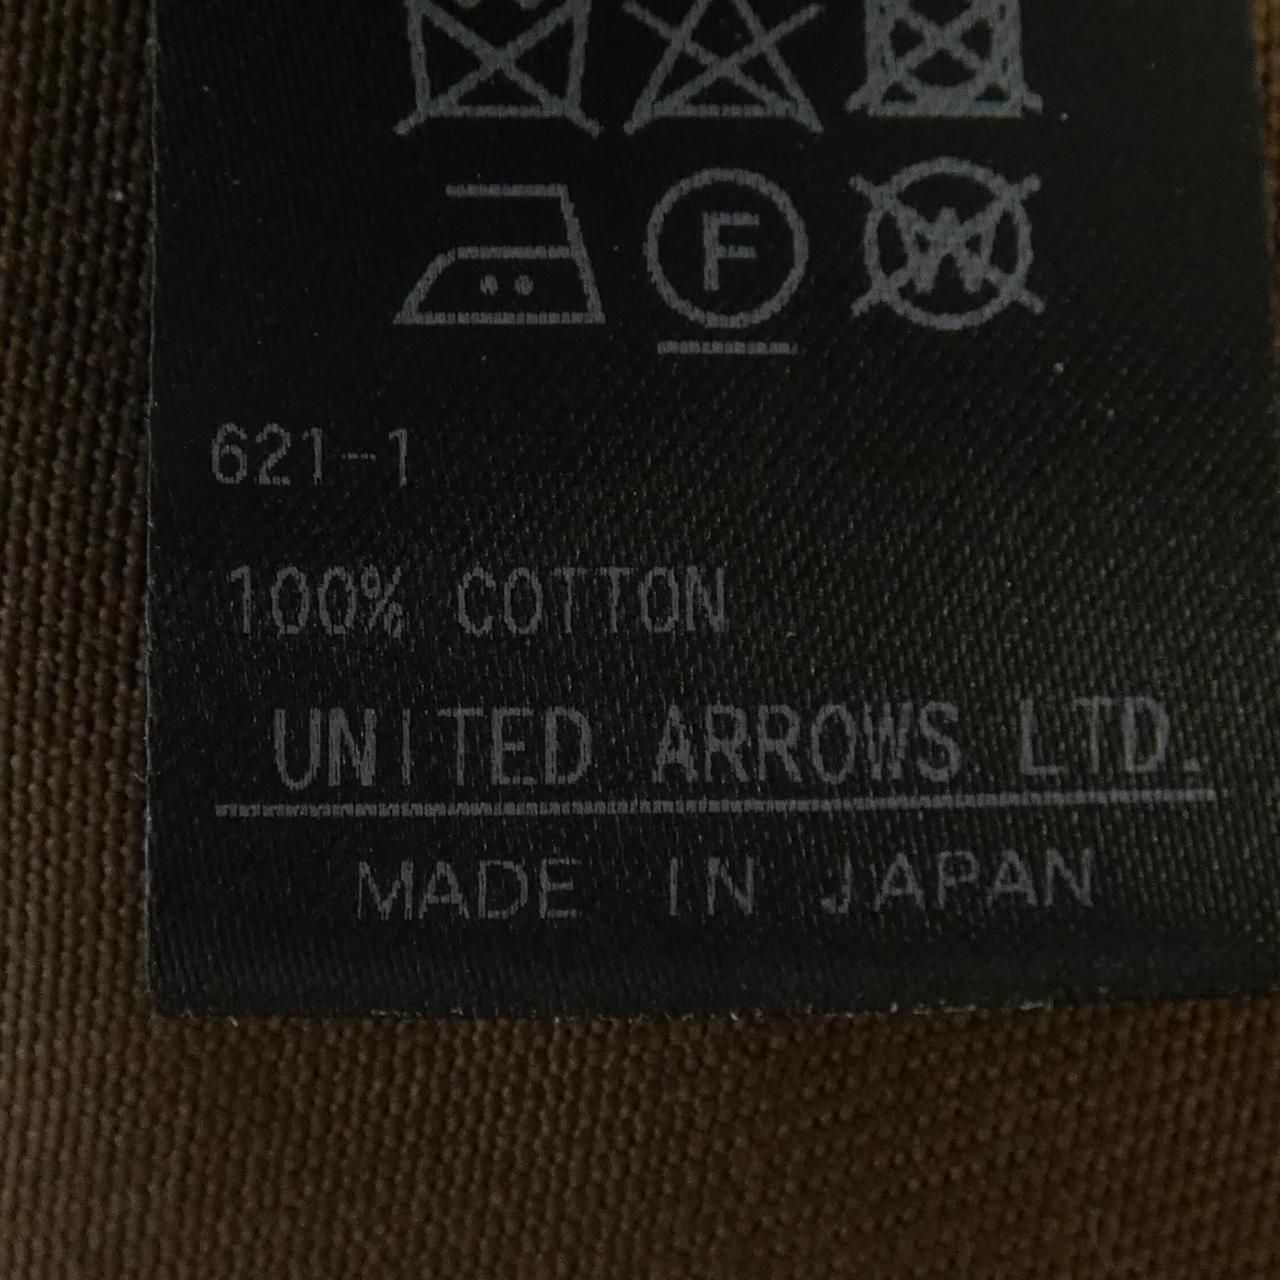 F W
621-1
100% COTTON
UNITED ARROWS LTD.
MADE IN JAPAN